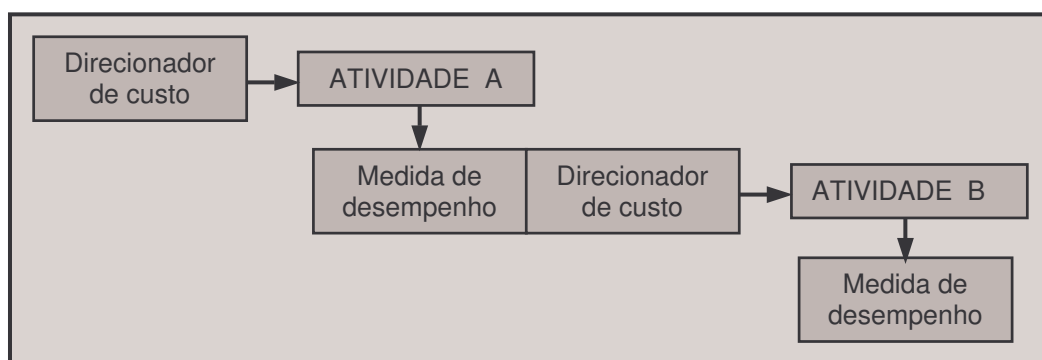 Direcionador
de custo
ATIVIDADE A
Medida de
desempenho
Direcionador
de custo
ATIVIDADE B
Medida de
desempenho